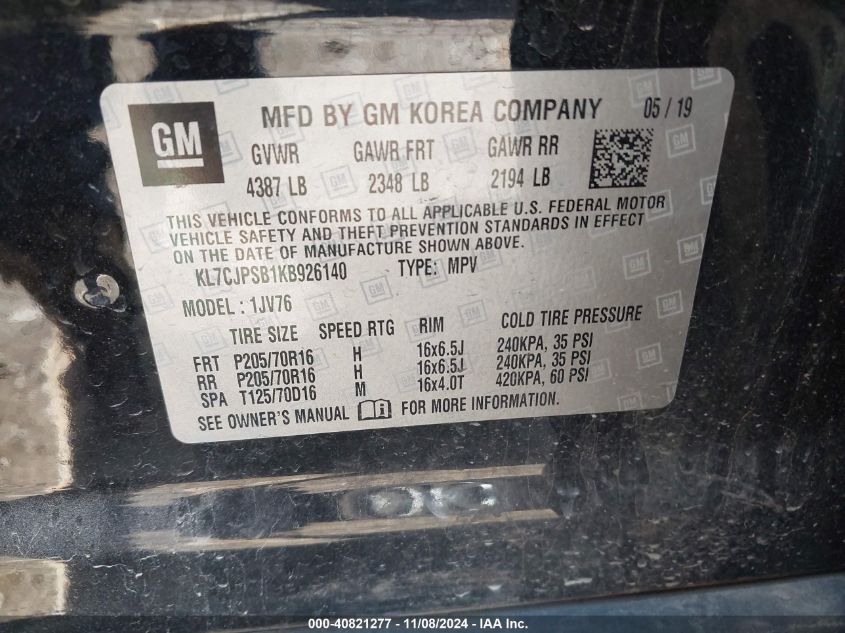 GM
MFD BY GM KOREA COMPANY 05 / 19
GVWR GAWR FRT GAWR RR
4387 LB 2348 LB 2194 LB
THIS VEHICLE CONFORMS TO ALL APPLICABLE U.S. FEDERAL MOTOR
VEHICLE SAFETY AND THEFT PREVENTION STANDARDS IN EFFECT
ON THE DATE OF MANUFACTURE SHOWN ABOVE.
KL7CJPSB1KB926140 TYPE: MPV
MODEL : 1JV76
TIRE SIZE SPEED RTG RIM COLD TIRE PRESSURE
FRT P205/70R16 H 16x6.5J 240KPA, 35 PSI
RR P205/70R16 H 16x6.5J 240KPA, 35 PSI
SPA T125/70D16 M 16x4.0T 420KPA, 60 PSI
SEE OWNER'S MANUAL FOR MORE INFORMATION.
000-40821277 - 11/08/2024 - IAA Inc.